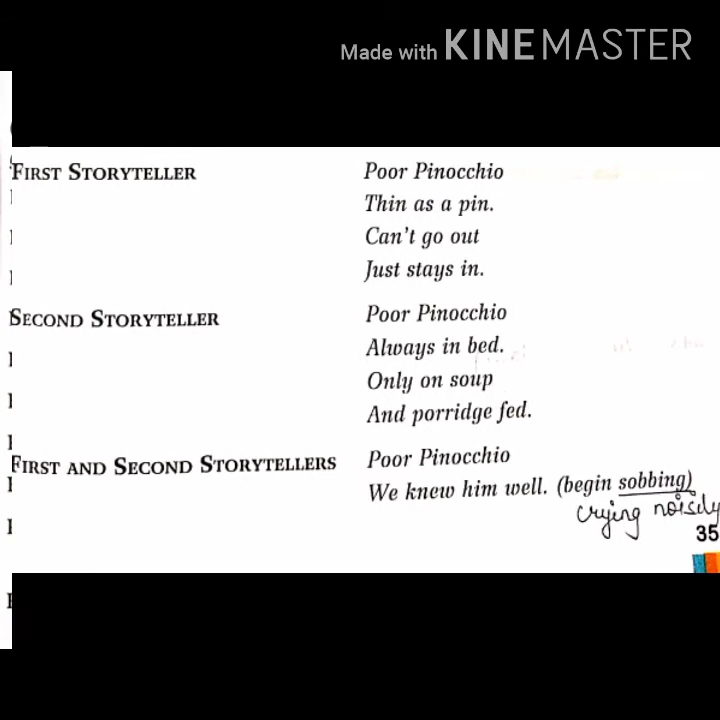 Made with KINEMASTER
FIRST STORYTELLER Poor Pinocchio
Thin as a pin.
Can't go out
Just stays in.
SECOND STORYTELLER Poor Pinocchio
Always in bed.
Only on soup
And porridge fed.
FIRST AND SECOND STORYTELLERS Poor Pinocchio
We knew him well. (begin sobbing)
crying noisily
35